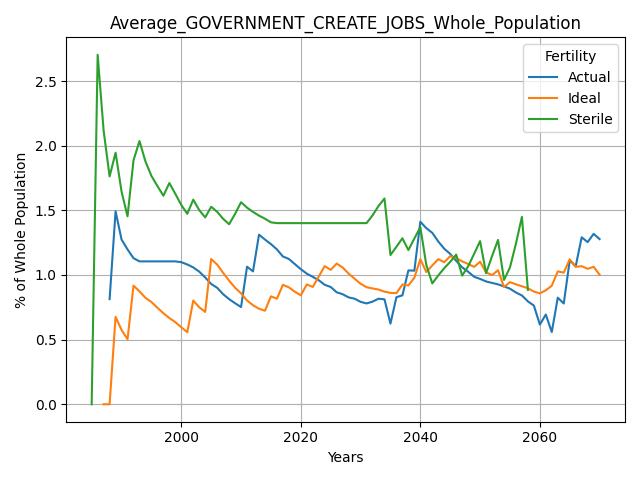 Average_GOVERNMENT_CREATE_JOBS_Whole_Population
Fertility
Actual
Ideal
Sterile
% of Whole Population
2.5
2.0
1.5
1.0
0.5
0.0
2000
2020
2040
2060
Years